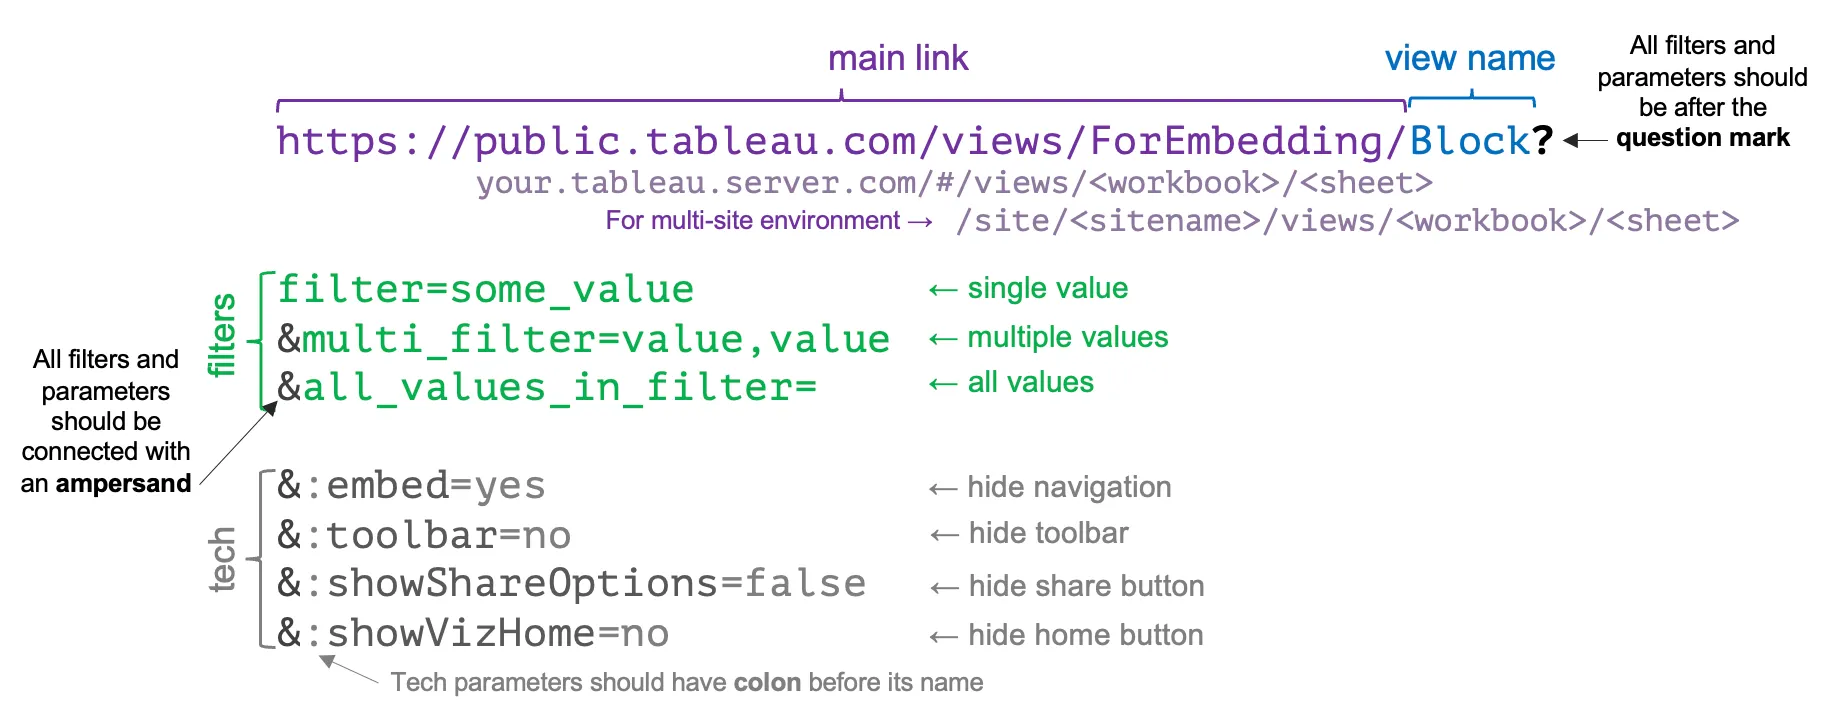 main link
view name
All filters and
parameters should
be after the
question mark
https://public.tableau.com/views/ForEmbedding/Block?
your.tableau.server.com/#/views/<workbook>/<sheet>
For multi-site environment → /site/<sitename>/views/<workbook>/<sheet>
filters
filter=some_value ← single value
&multi_filter=value,value ← multiple values
&all_values_in_filter= ← all values
All filters and
parameters
should be
connected with
an ampersand
tech
&:embed=yes ← hide navigation
&:toolbar=no ← hide toolbar
&:showShareOptions=false ← hide share button
&:showVizHome=no ← hide home button
Tech parameters should have colon before its name